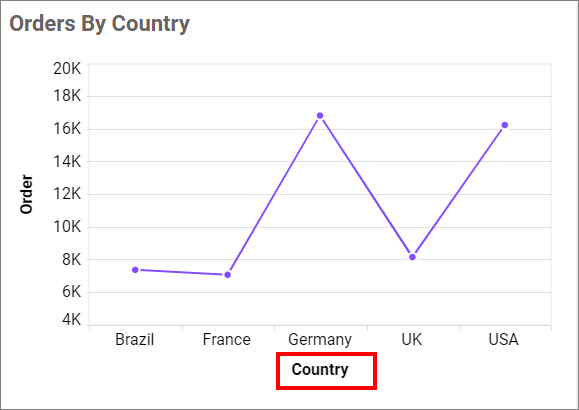 Orders By Country
20K
18K
16K
14K
12K
10K
8K
6K
4K
Order
Brazil France Germany UK USA
Country